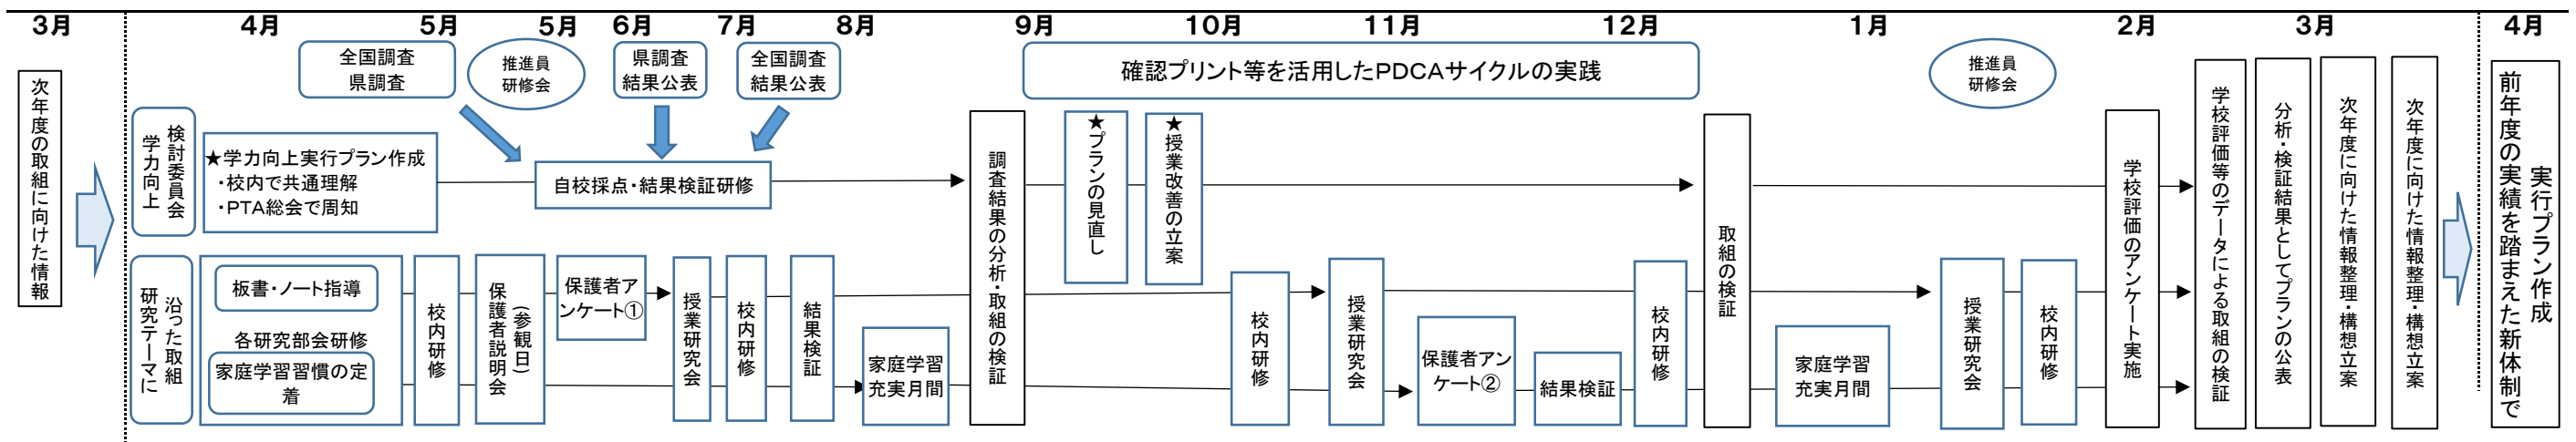 3月
4月
5月
5月
6月
7月
8月
9月
10月
11月
12月
1月
2月
3月
4月
次年度の取組に向けた情報
全国調査
県調査
推進員
研修会
県調査
結果公表
全国調査
結果公表
確認プリント等を活用したPDCAサイクルの実践
推進員
研修会
学力向上
検討委員会
★学力向上実行プラン作成
・校内で共通理解
・PTA総会で周知
自校採点・結果検証研修
調査結果の分析・取組の検証
★プランの見直し
★授業改善の立案
取組の検証
学校評価のアンケート実施
学校評価等のデータによる取組の検証
分析・検証結果としてプランの公表
次年度に向けた情報整理・構想立案
次年度に向けた情報整理・構想立案
実行プラン作成
前年度の実績を踏まえた新体制で
研究テーマに
沿った取組
板書・ノート指導
各研究部会研修
家庭学習習慣の定
着
校内研修
保護者説明会
(参観日)
保護者ア
ンケート①
授業研究会
校内研修
結果検証
家庭学習
充実月間
校内研修
授業研究会
保護者アン
ケート②
結果検証
校内研修
家庭学習
充実月間
授業研究会
校内研修